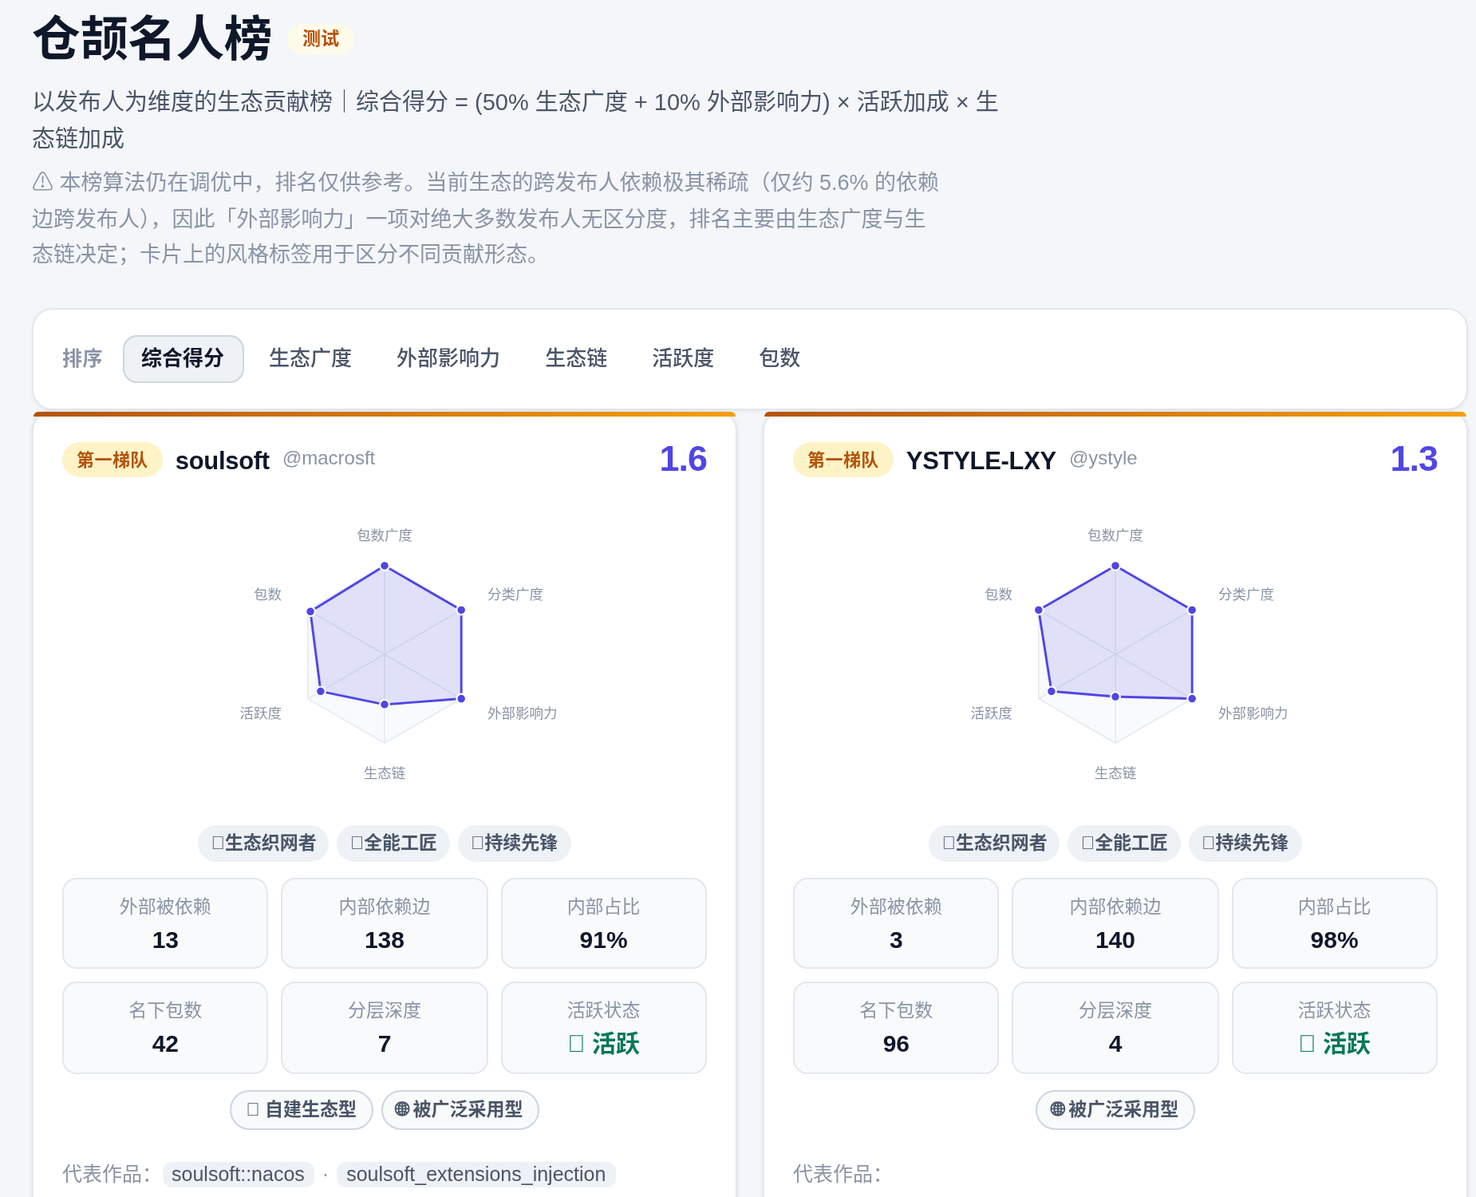 仓颉名人榜 测试
以发布人为维度的生态贡献榜｜综合得分 = (50% 生态广度 + 10% 外部影响力) × 活跃加成 × 生
态链加成
⚠ 本榜算法仍在调优中，排名仅供参考。当前生态的跨发布人依赖极其稀疏（仅约 5.6% 的依赖
边跨发布人），因此「外部影响力」一项对绝大多数发布人无区分度，排名主要由生态广度与生
态链决定；卡片上的风格标签用于区分不同贡献形态。
排序 综合得分 生态广度 外部影响力 生态链 活跃度 包数
第一梯队 soulsoft @macrosft 1.6
包数广度
包数 分类广度
活跃度 外部影响力
生态链
生态织网者 全能工匠 持续先锋
外部被依赖 内部依赖边 内部占比
13 138 91%
名下包数 分层深度 活跃状态
42 7 活跃
自建生态型 🌐被广泛采用型
代表作品： soulsoft::nacos · soulsoft_extensions_injection
第一梯队 YSTYLE-LXY @ystyle 1.3
包数广度
包数 分类广度
活跃度 外部影响力
生态链
生态织网者 全能工匠 持续先锋
外部被依赖 内部依赖边 内部占比
3 140 98%
名下包数 分层深度 活跃状态
96 4 活跃
🌐被广泛采用型
代表作品：